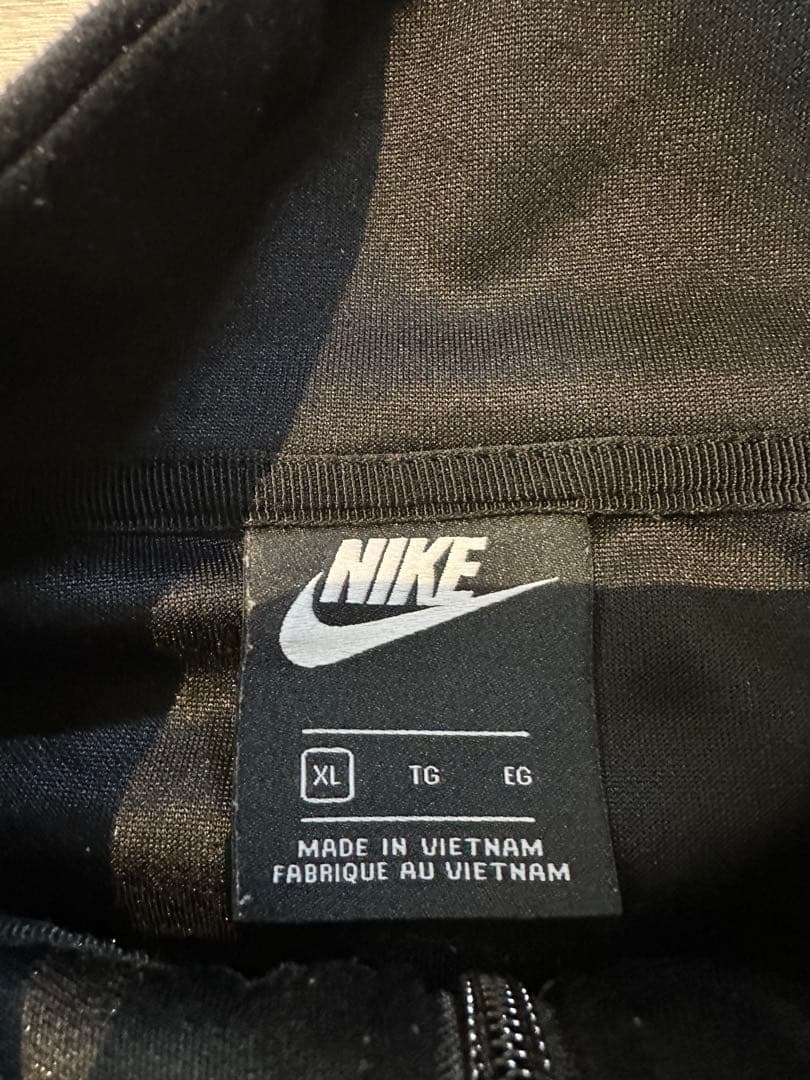 NIKE
XL TG EG
MADE IN VIETNAM
FABRIQUE AU VIETNAM